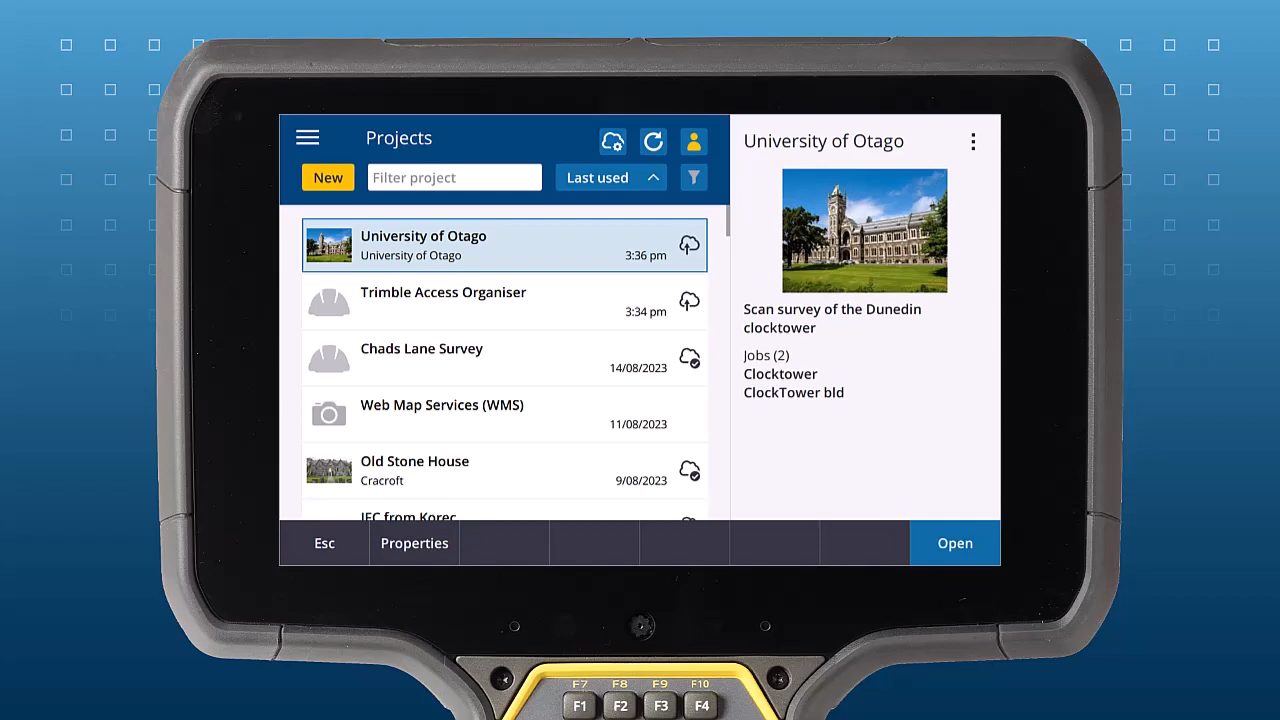 Projects
New
Filter project
Last used
University of Otago
University of Otago
3:36 pm
Trimble Access Organiser
3:34 pm
Chads Lane Survey
14/08/2023
Web Map Services (WMS)
11/08/2023
Old Stone House
Cracroft
9/08/2023
IFC from Korec
University of Otago
Scan survey of the Dunedin
clocktower
Jobs (2)
Clocktower
ClockTower bld
Esc
Properties
Open
F7 F8 F9 F10
F1 F2 F3 F4